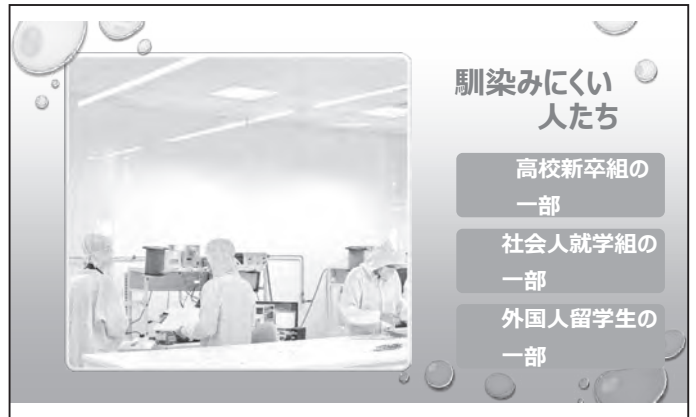 馴染みにくい
人たち
高校新卒組の
一部
社会人就学組の
一部
外国人留学生の
一部